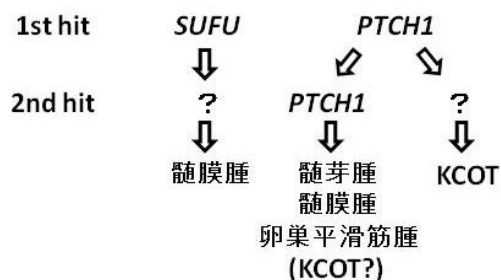 1st hit SUFU PTCH1
2nd hit ? PTCH1 ?
髄膜腫 髄芽腫 KCOT
髄膜腫
卵巣平滑筋腫
(KCOT?)